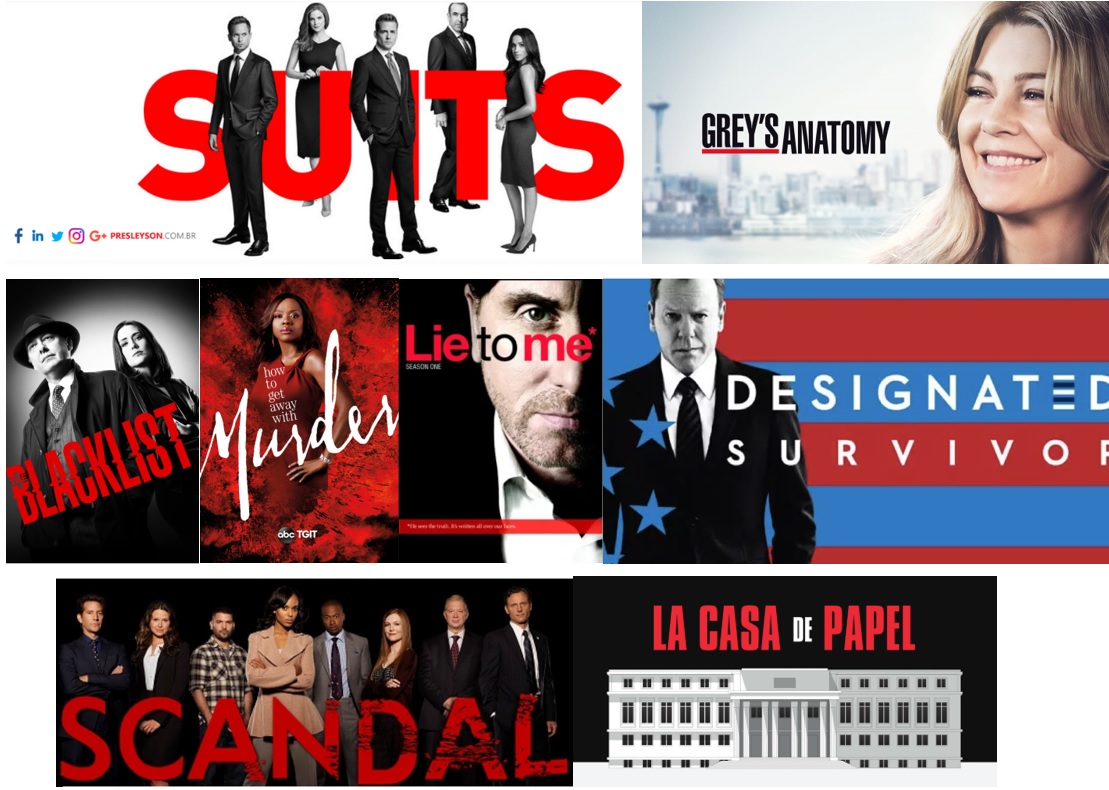 SUITS
PRESLEYSON.COM.BR
GREY'S ANATOMY
BLACKLIST
how
to
get
away
with
Murder
abc TGIT
Lie to me*
SEASON ONE
*He sees the truth. It's written all over our faces.
DESIGNATED
SURVIVOR
SCANDAL
LA CASA DE PAPEL